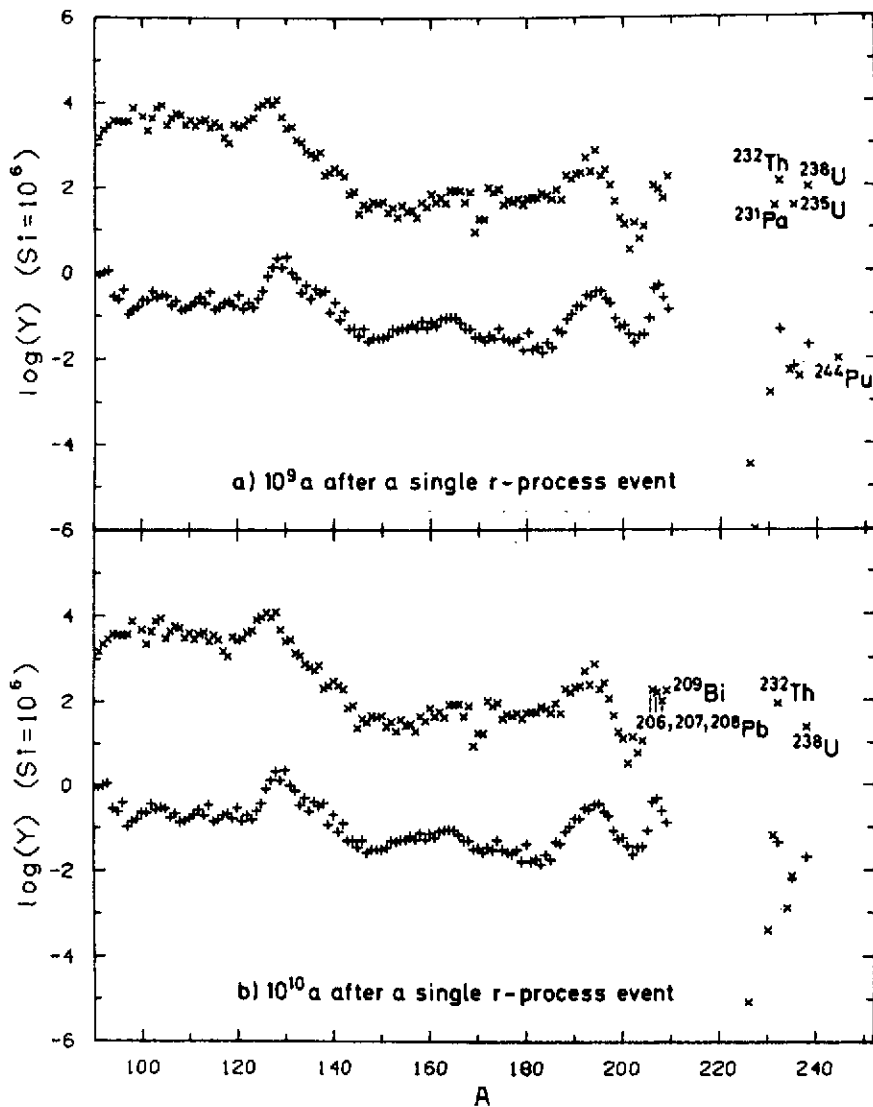 6
4
2
0
-2
-4
-6
log(Y) (Si=10⁶)
²³²Th
²³⁸U
²³¹Pa
²³⁵U
²⁴⁴Pu
a) 10⁹a after a single r-process event
4
2
0
-2
-4
-6
log(Y) (Si=10⁶)
²⁰⁹Bi
²³²Th
206,207,208Pb
²³⁸U
b) 10¹⁰a after a single r-process event
100
120
140
160
180
200
220
240
A